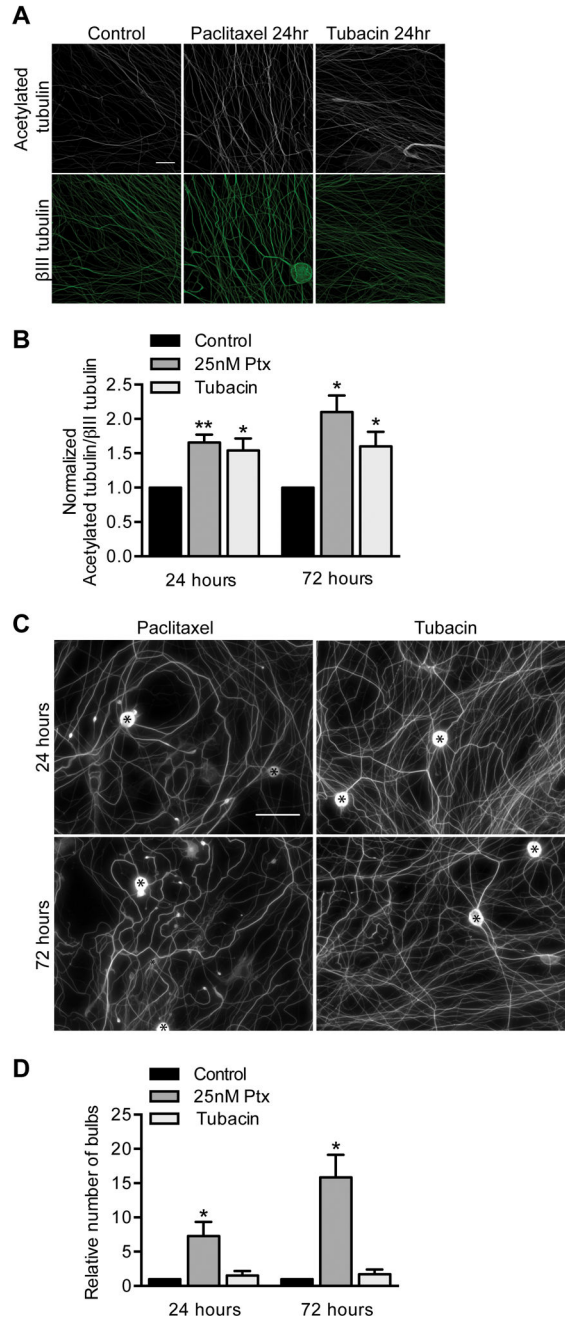 A
Control Paclitaxel 24hr Tubacin 24hr
Acetylated
tubulin
βIII tubulin
B
Control
25nM Ptx
Tubacin
Normalized
Acetylated tubulin/βIII tubulin
2.5
2.0
1.5
1.0
0.5
0.0
** *
* *
24 hours 72 hours
C
Paclitaxel Tubacin
24 hours
* * * *
72 hours
* * * *
D
Control
25nM Ptx
Tubacin
Relative number of bulbs
25
20
15
10
5
0
* *
24 hours 72 hours